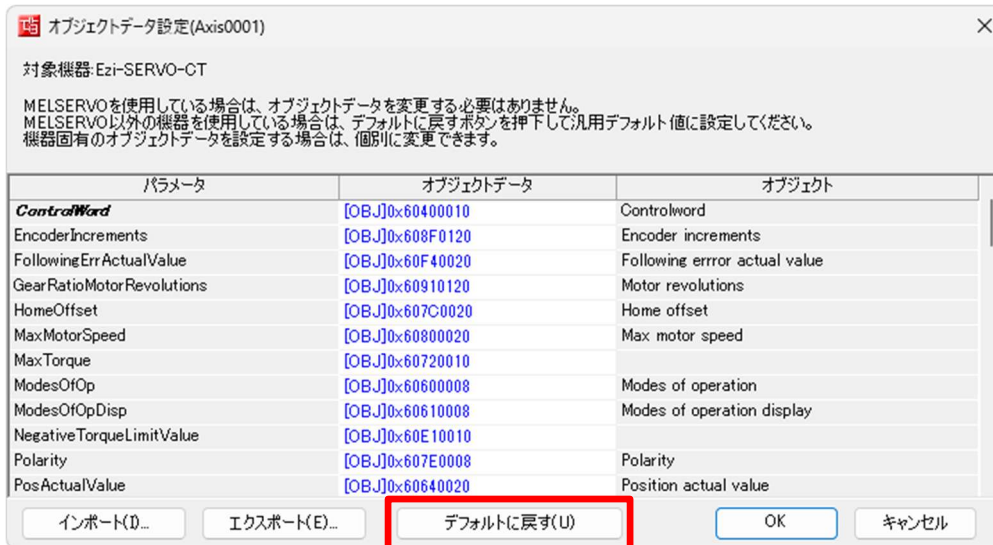 オブジェクトデータ設定(Axis0001)
対象機器:Ezi-SERVO-CT
MELSERVOを使用している場合は、オブジェクトデータを変更する必要はありません。
MELSERVO以外の機器を使用している場合は、デフォルトに戻すボタンを押下して汎用デフォルト値に設定してください。
機器固有のオブジェクトデータを設定する場合は、個別に変更できます。
パラメータ オブジェクトデータ オブジェクト
ControlWord [OBJ]0x60400010 Controlword
EncoderIncrements [OBJ]0x608F0120 Encoder increments
FollowingErrActualValue [OBJ]0x60F40020 Following errror actual value
GearRatioMotorRevolutions [OBJ]0x60910120 Motor revolutions
HomeOffset [OBJ]0x607C0020 Home offset
MaxMotorSpeed [OBJ]0x60800020 Max motor speed
MaxTorque [OBJ]0x60720010
ModesOfOp [OBJ]0x60600008 Modes of operation
ModesOfOpDisp [OBJ]0x60610008 Modes of operation display
NegativeTorqueLimitValue [OBJ]0x60E10010
Polarity [OBJ]0x607E0008 Polarity
PosActualValue [OBJ]0x60640020 Position actual value
インポート(I)... エクスポート(E)... デフォルトに戻す(U) OK キャンセル